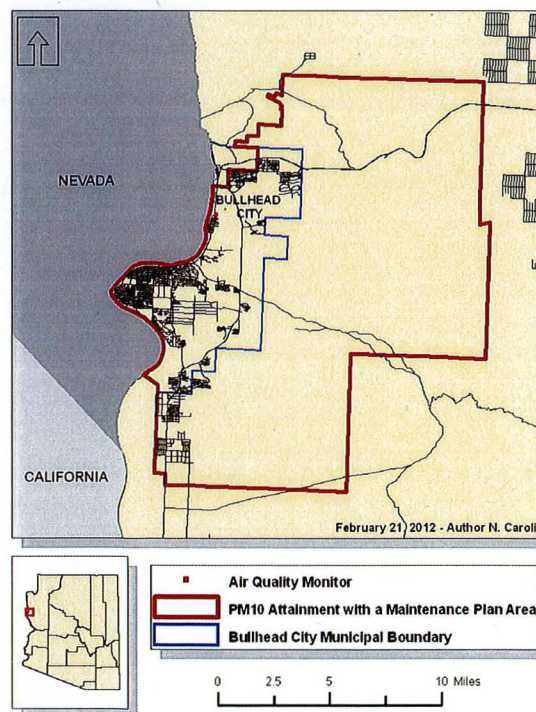 NEVADA
BULLHEAD
CITY
CALIFORNIA
February 21, 2012 - Author N. Caroli
Air Quality Monitor
PM10 Attainment with a Maintenance Plan Area
Bullhead City Municipal Boundary
0 2.5 5 10 Miles